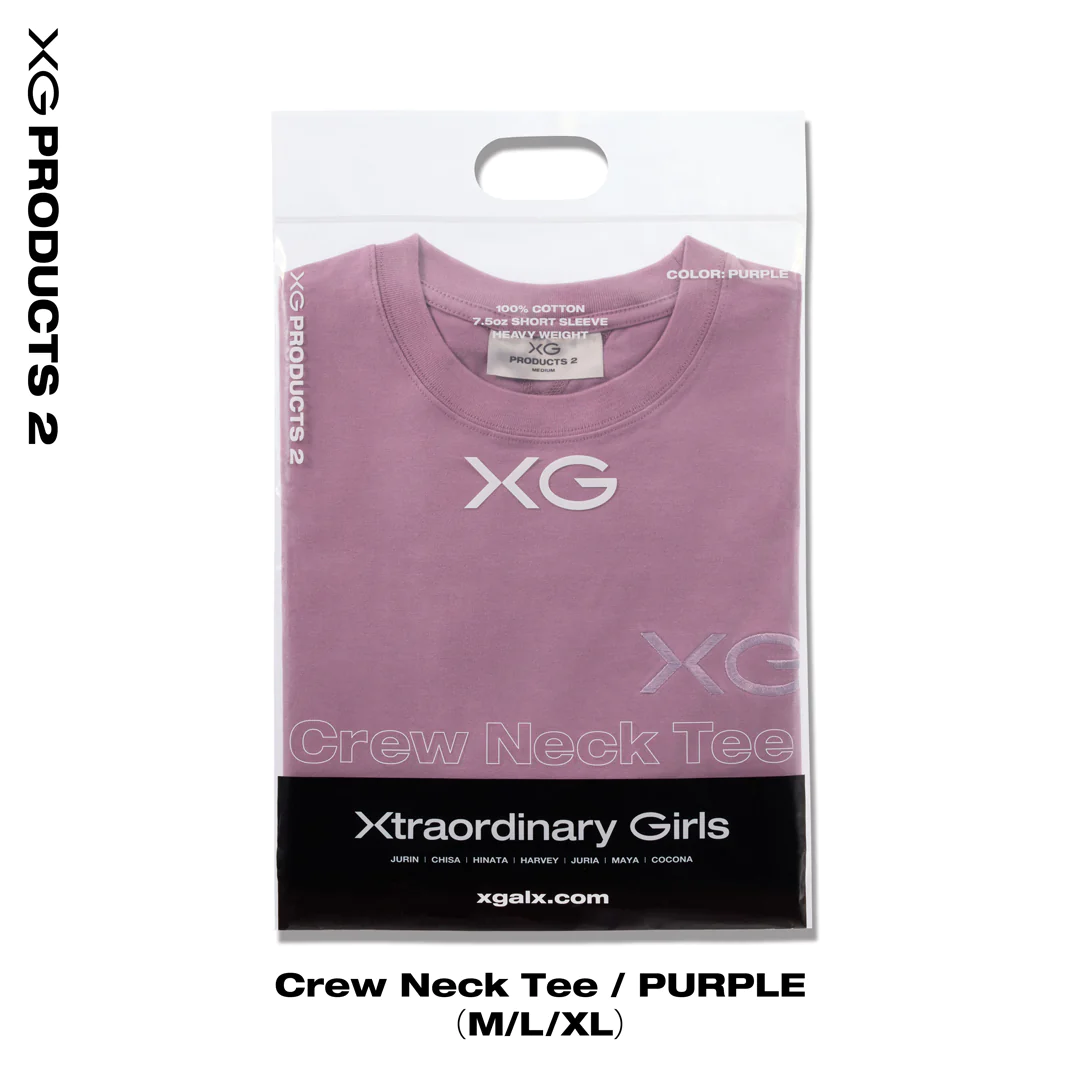 XG PRODUCTS 2
COLOR: PURPLE
XG PRODUCTS 2
100% COTTON
7.5oz SHORT SLEEVE
HEAVY WEIGHT
XG
PRODUCTS 2
MEDIUM
XG
XG
Crew Neck Tee
Xtraordinary Girls
JURIN | CHISA | HINATA | HARVEY | JURIA | MAYA | COCONA
xgalx.com
Crew Neck Tee / PURPLE
（M/L/XL）